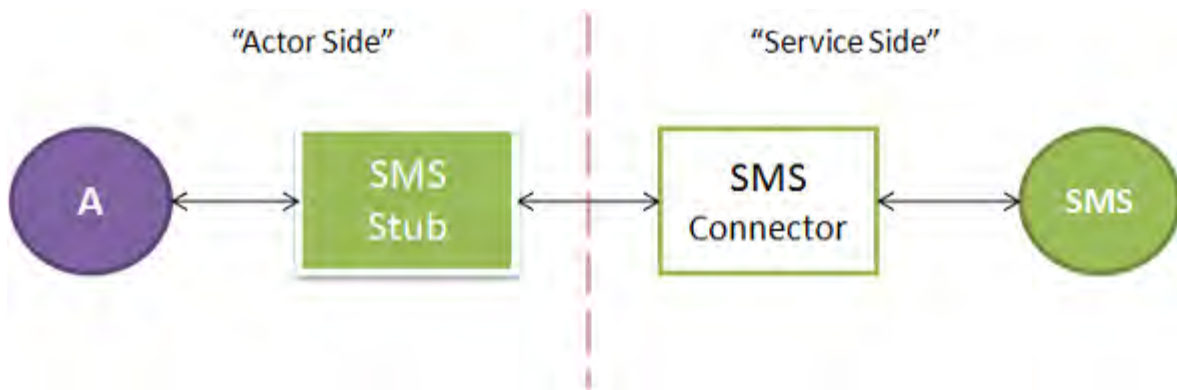 “Actor Side”
“Service Side”
A
SMS
Stub
SMS
Connector
SMS